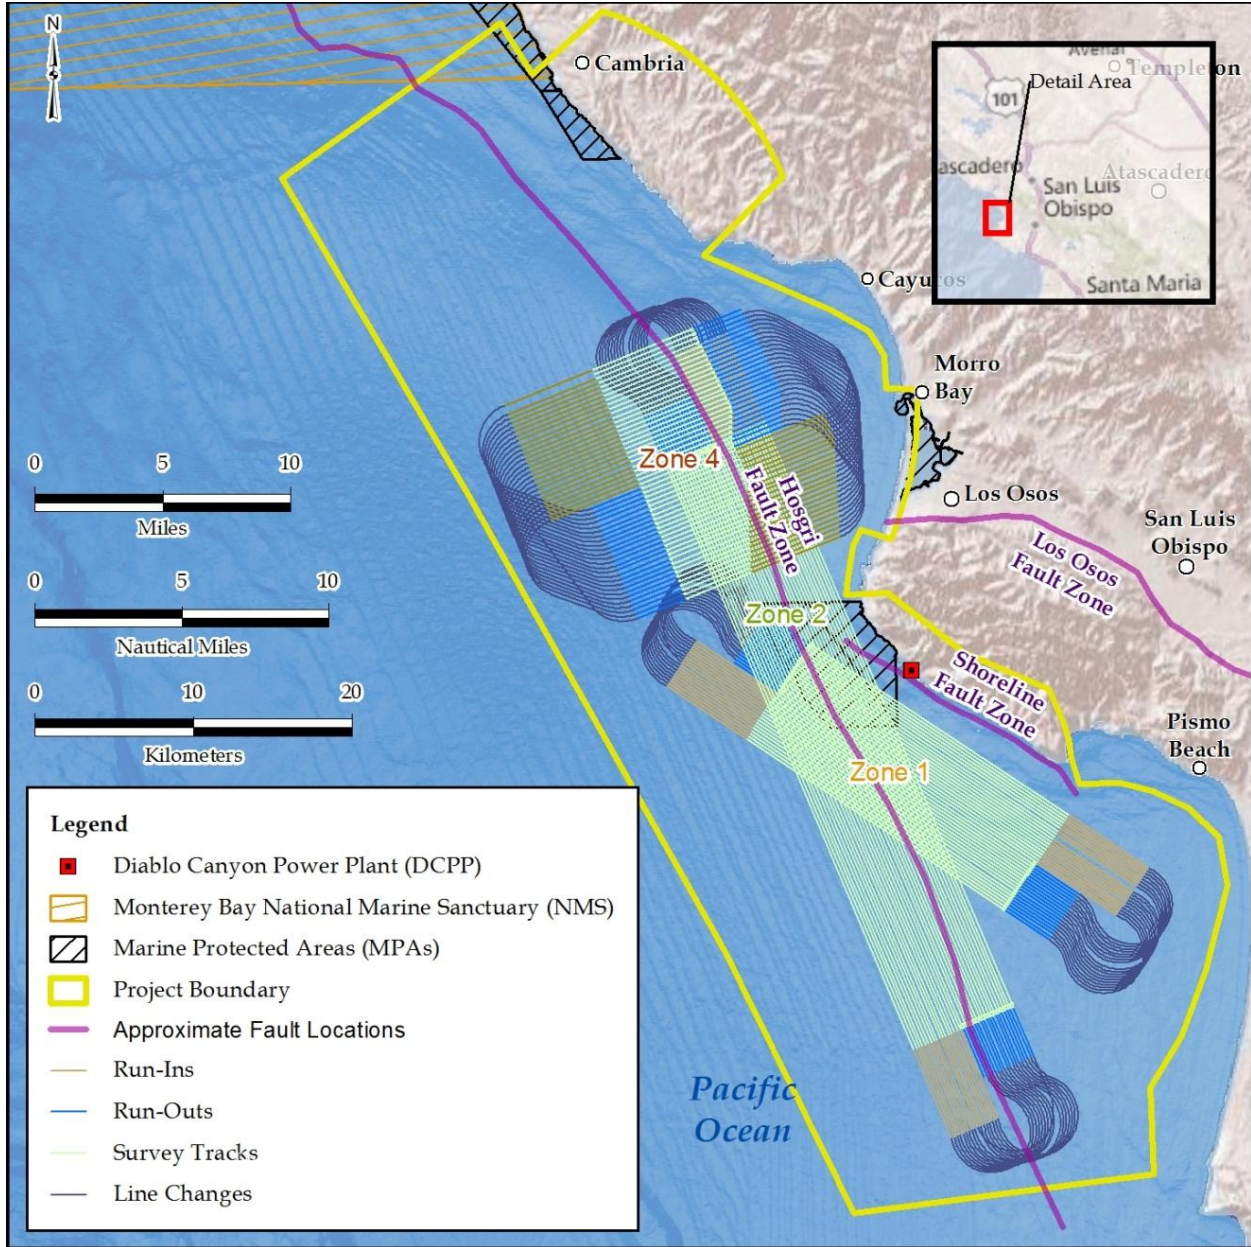 N
Cambria
Avenal
Templeton
Detail Area
101
ascadero
Atascadero
San Luis
Obispo
Santa Maria
Cayucos
Morro
Bay
0 5 10
Miles
Zone 4
Hosgri
Fault Zone
Los Osos
San Luis
Obispo
Los Osos
Fault Zone
0 5 10
Nautical Miles
Zone 2
Shoreline
Fault Zone
0 10 20
Kilometers
Pismo
Beach
Zone 1
Legend
Diablo Canyon Power Plant (DCPP)
Monterey Bay National Marine Sanctuary (NMS)
Marine Protected Areas (MPAs)
Project Boundary
Approximate Fault Locations
Run-Ins
Run-Outs
Survey Tracks
Line Changes
Pacific
Ocean